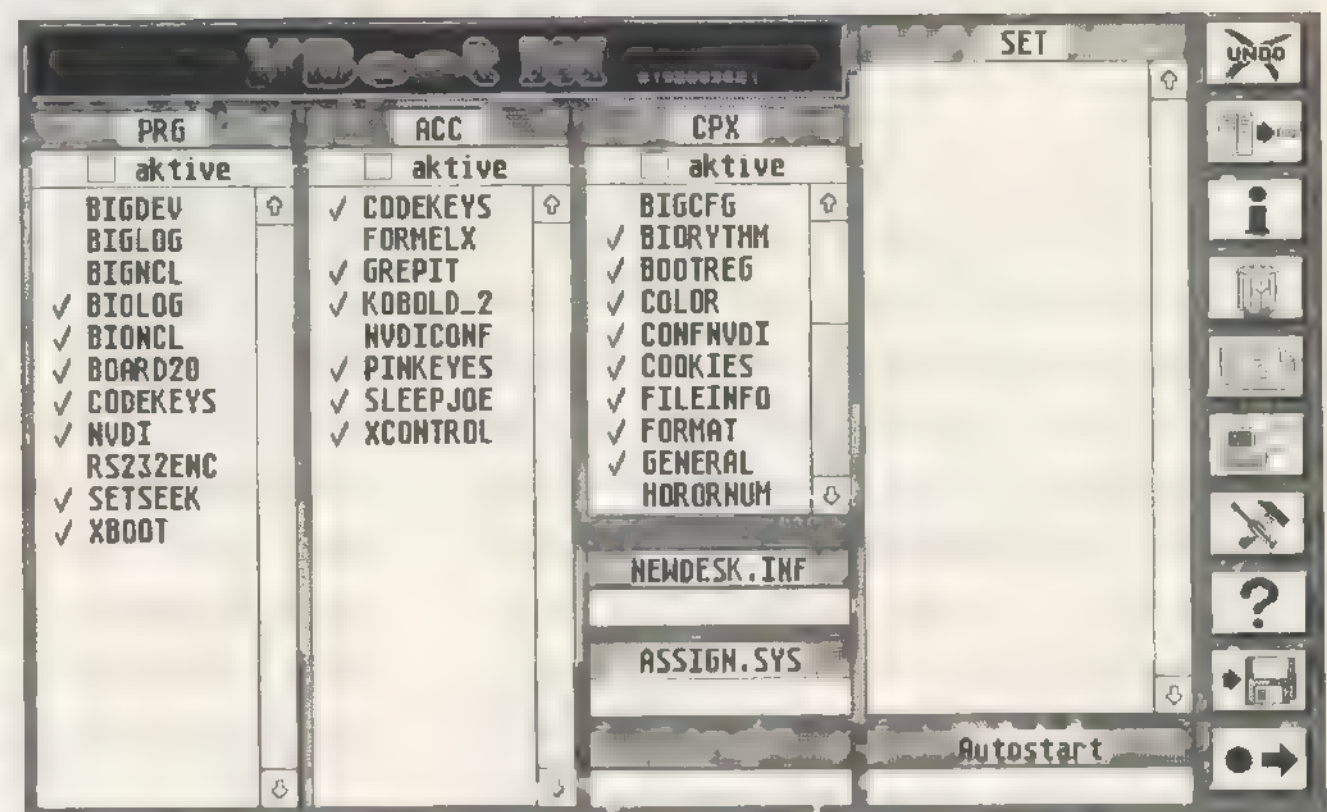 SET
UNDO
PRG
aktive
BIGDEV
BIGLOG
BIGNCL
✓ BIOLOG
✓ BIONCL
✓ BOARD20
✓ CODEKEYS
✓ NVDI
RS232ENC
✓ SETSEEK
✓ XBOOT
ACC
aktive
✓ CODEKEYS
FORMELX
✓ GREPIT
✓ KOBOLD_2
NVDICONF
✓ PINKEYES
✓ SLEEPJOE
✓ XCONTROL
CPX
aktive
BIGCFG
✓ BIORYTHM
✓ BOOTREG
✓ COLOR
✓ CONFNVDI
✓ COOKIES
✓ FILEINFO
✓ FORMAT
✓ GENERAL
HORORNUM
NEWDESK.INF
ASSIGN.SYS
Autostart